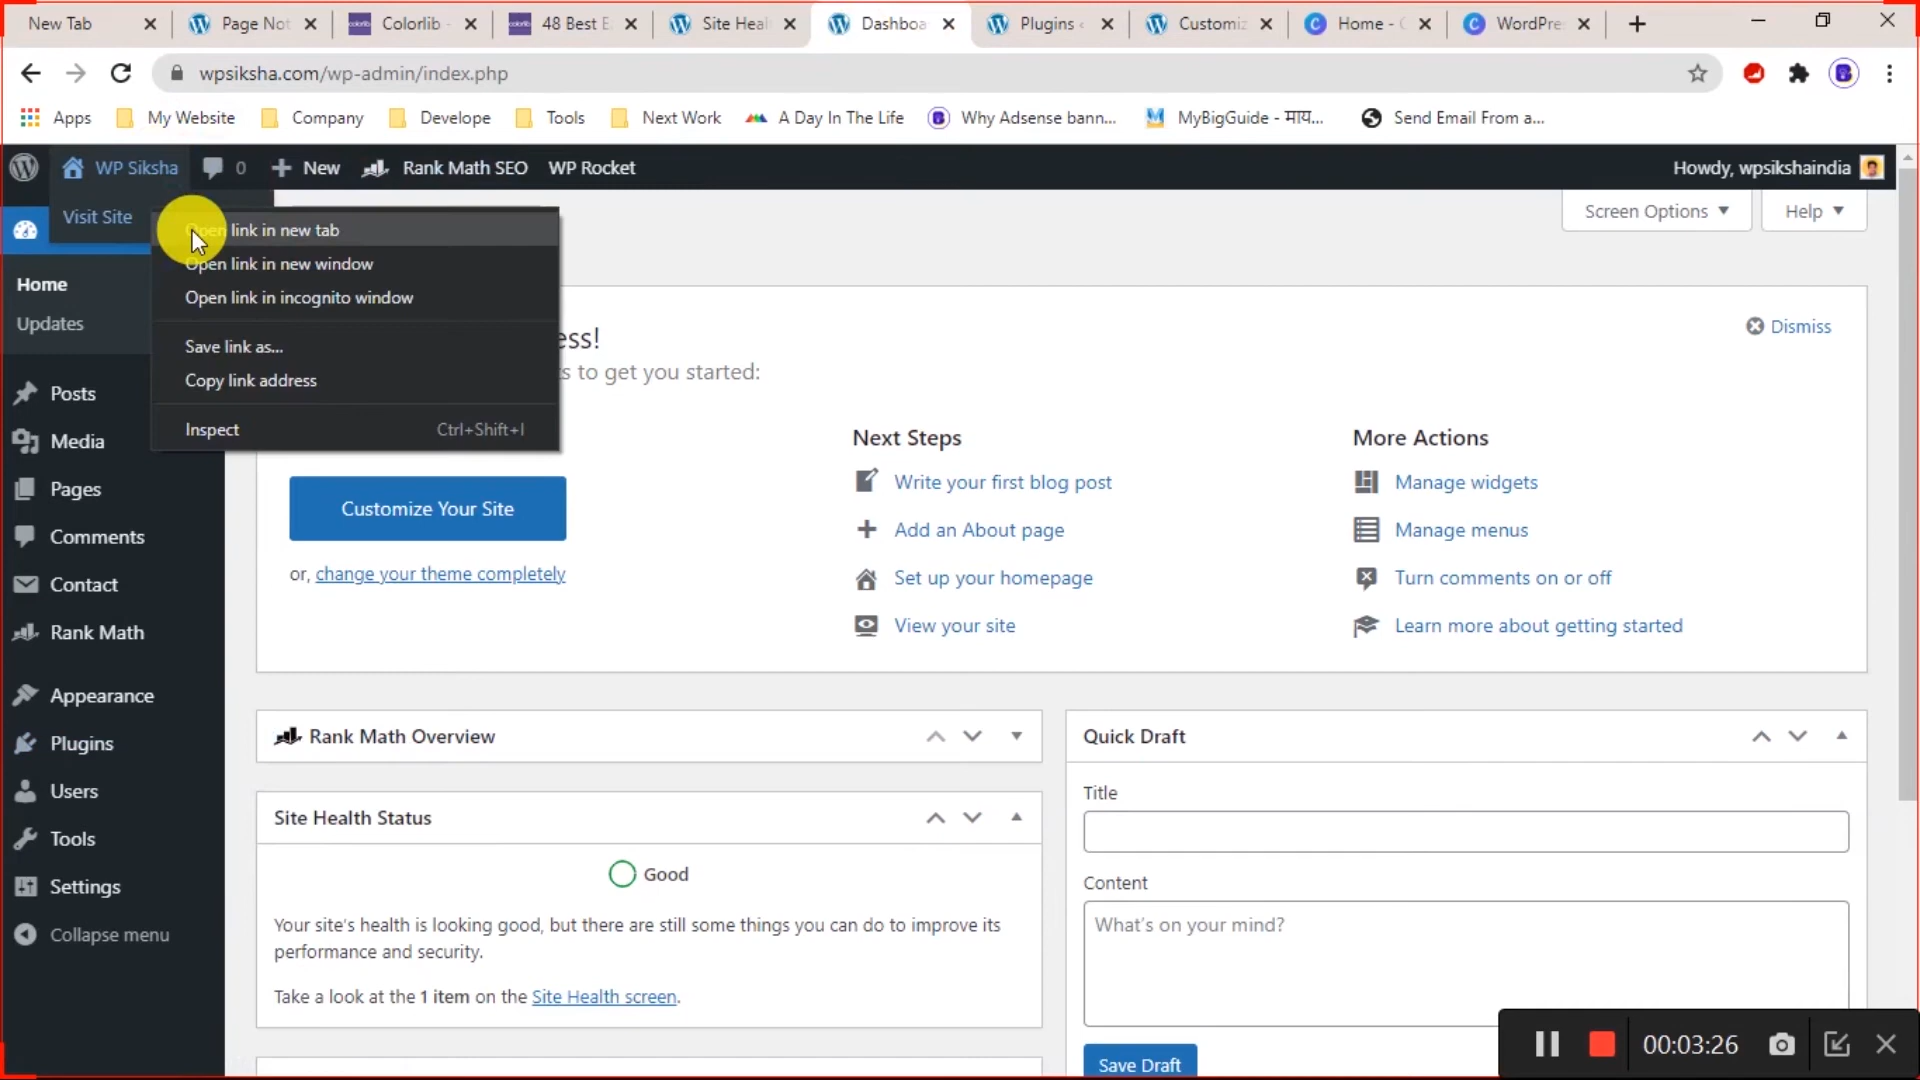 New Tab
Page Not
Colorlib -
48 Best E
Site Heal
Dashboa
Plugins ‹
Customiz
Home - C
WordPre
wpsiksha.com/wp-admin/index.php
Apps
My Website
Company
Develope
Tools
Next Work
A Day In The Life
Why Adsense bann...
MyBigGuide - माय...
Send Email From a...
WP Siksha
0
New
Rank Math SEO
WP Rocket
Howdy, wpsikshaindia
Visit Site
Screen Options
Help
Open link in new tab
Open link in new window
Open link in incognito window
Save link as...
Copy link address
Inspect
Ctrl+Shift+I
Home
Updates
Posts
Media
Pages
Comments
Contact
Rank Math
Appearance
Plugins
Users
Tools
Settings
Collapse menu
ess!
s to get you started:
Dismiss
Customize Your Site
or, change your theme completely
Next Steps
Write your first blog post
Add an About page
Set up your homepage
View your site
More Actions
Manage widgets
Manage menus
Turn comments on or off
Learn more about getting started
Rank Math Overview
Site Health Status
Good
Your site's health is looking good, but there are still some things you can do to improve its
performance and security.
Take a look at the 1 item on the Site Health screen.
Quick Draft
Title
Content
What's on your mind?
Save Draft
00:03:26